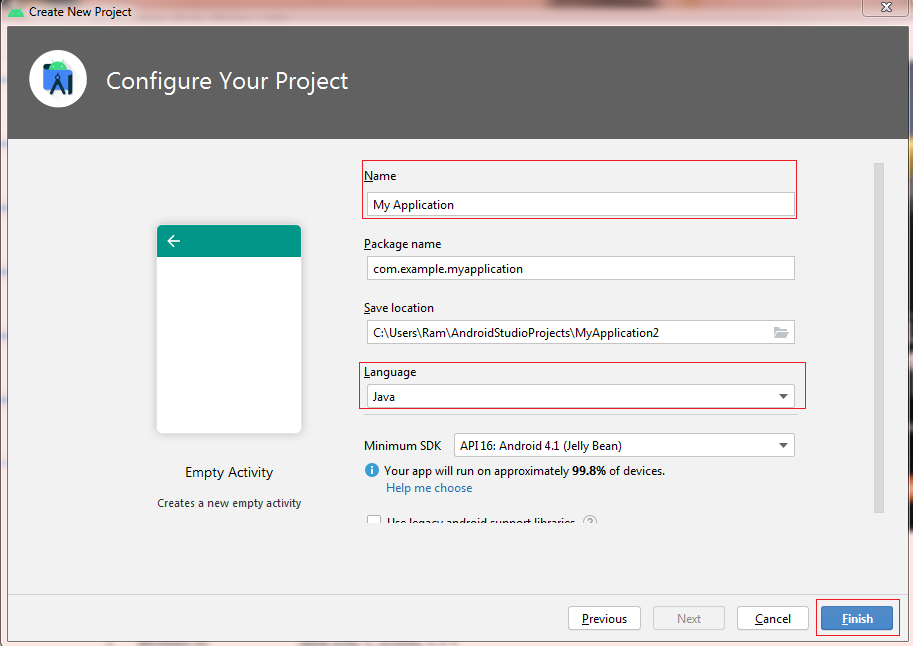 Create New Project
Configure Your Project
Name
My Application
Package name
com.example.myapplication
Save location
C:\Users\Ram\AndroidStudioProjects\MyApplication2
Language
Java
Minimum SDK API 16: Android 4.1 (Jelly Bean)
Your app will run on approximately 99.8% of devices.
Help me choose
Use legacy android support libraries ?
Empty Activity
Creates a new empty activity
Previous Next Cancel Finish